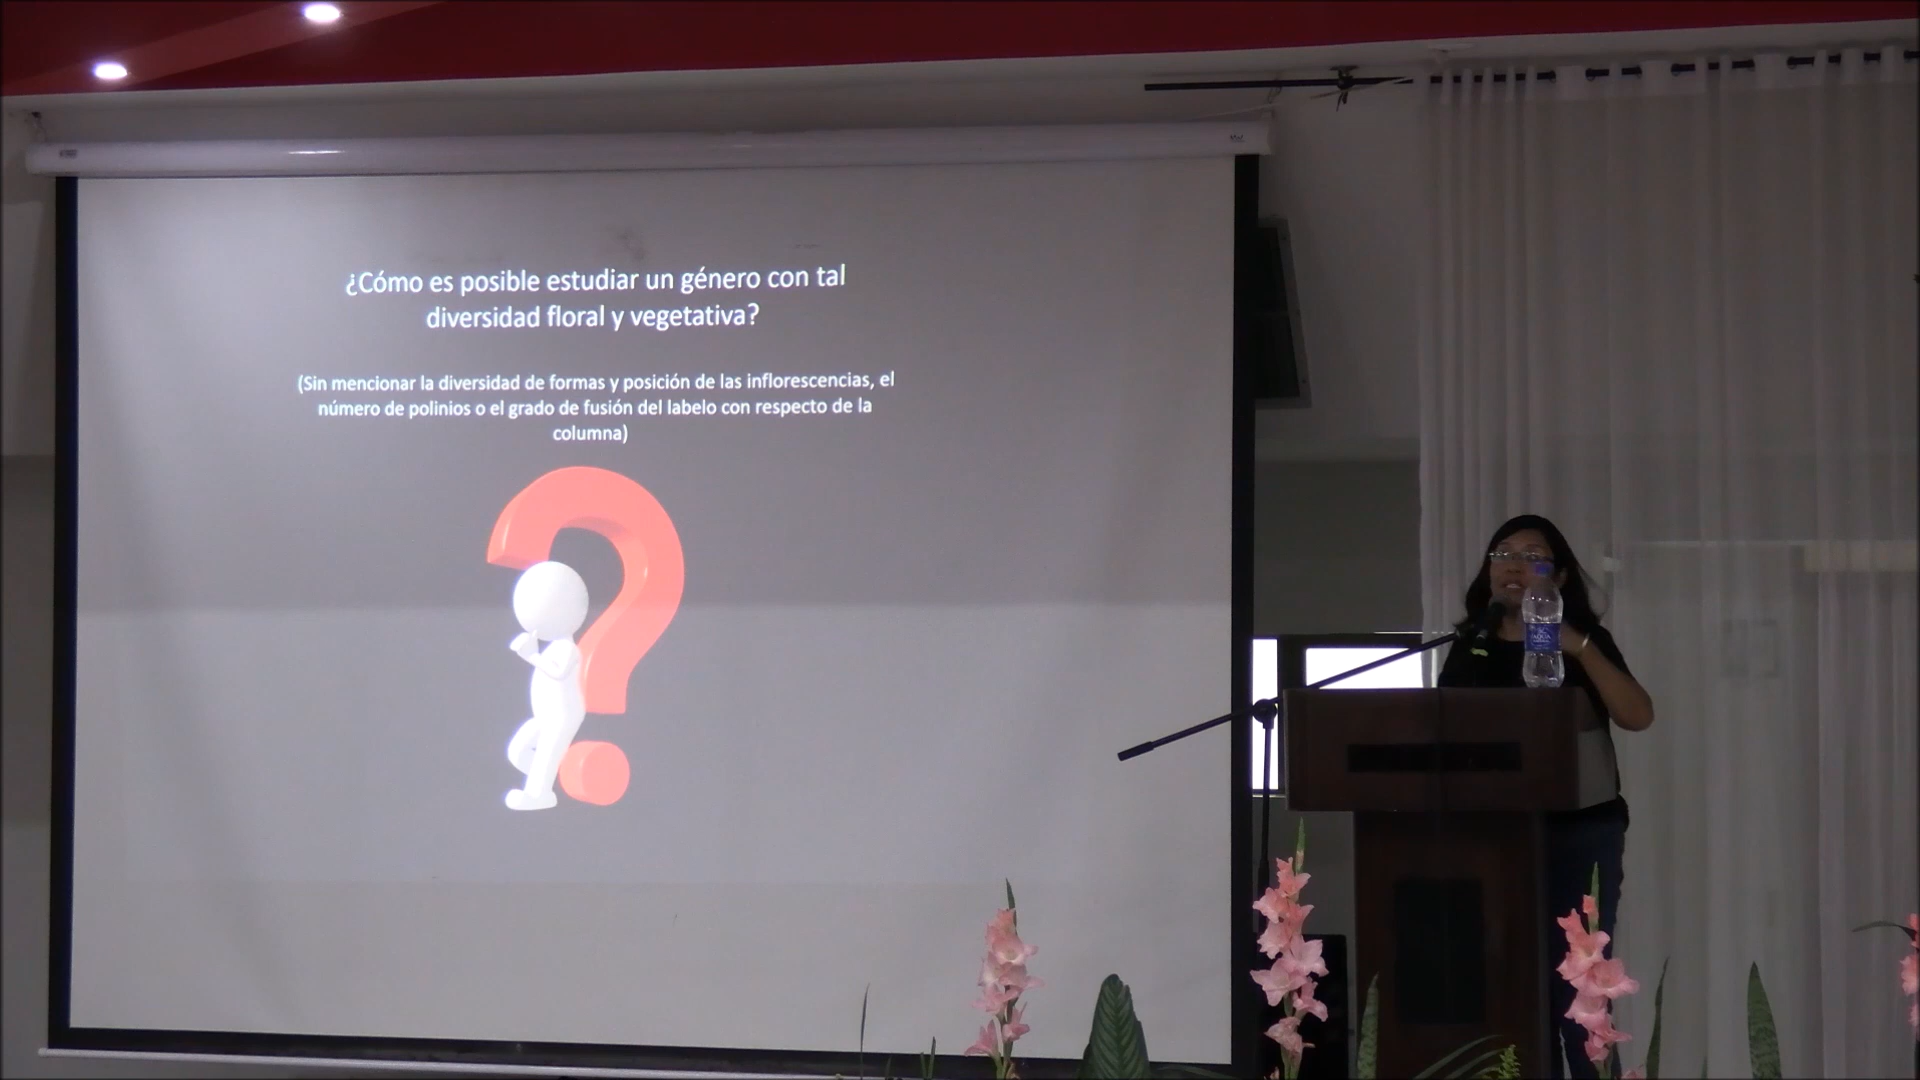 ¿Cómo es posible estudiar un género con tal
diversidad floral y vegetativa?
(Sin mencionar la diversidad de formas y posición de las inflorescencias, el
número de polinios o el grado de fusión del labelo con respecto de la
columna)